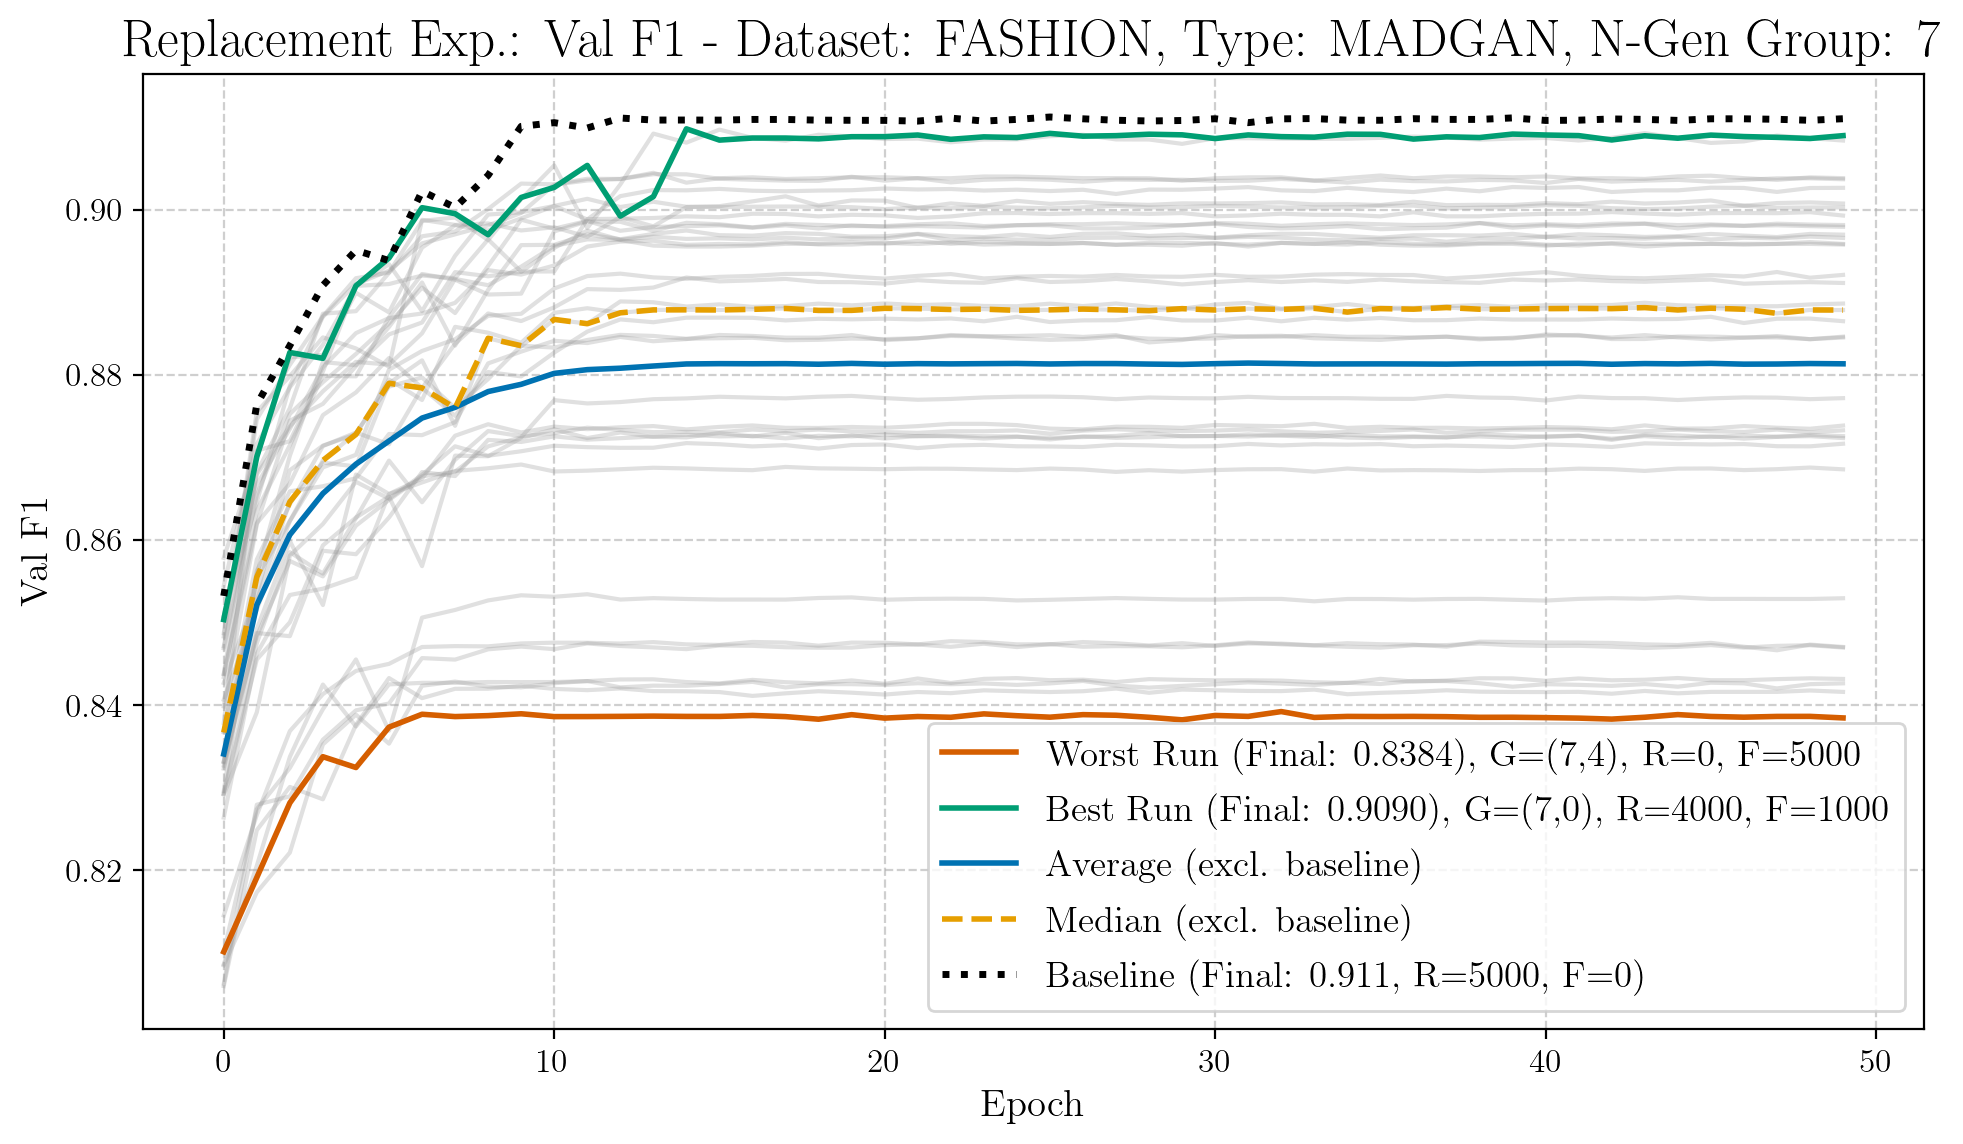 Replacement Exp.: Val F1 - Dataset: FASHION, Type: MADGAN, N-Gen Group: 7
Val F1
0.90
0.88
0.86
0.84
0.82
Worst Run (Final: 0.8384), G=(7,4), R=0, F=5000
Best Run (Final: 0.9090), G=(7,0), R=4000, F=1000
Average (excl. baseline)
Median (excl. baseline)
Baseline (Final: 0.911, R=5000, F=0)
0 10 20 30 40 50
Epoch